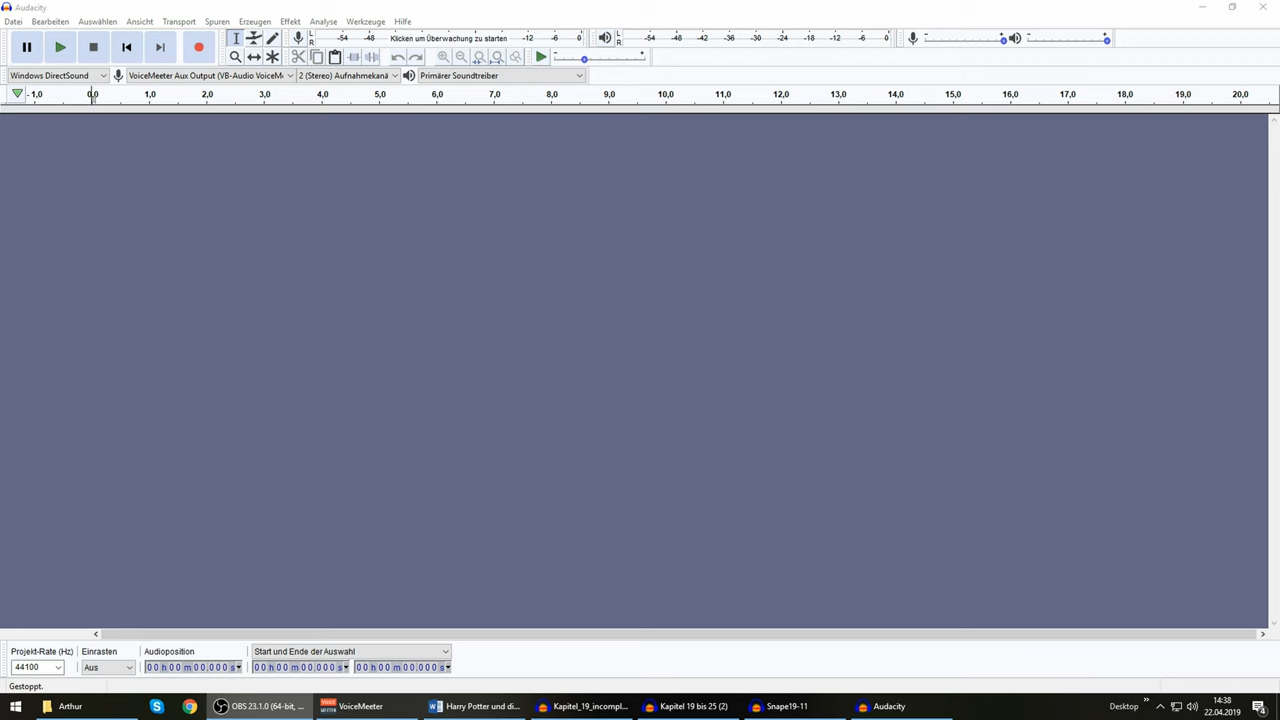 Audacity
Datei Bearbeiten Auswählen Ansicht Transport Spuren Erzeugen Effekt Analyse Werkzeuge Hilfe
L R -54 -48 Klicken um Überwachung zu starten -12 -6 0 L R -54 -48 -42 -36 -30 -24 -18 -12 -6 0
Windows DirectSound VoiceMeeter Aux Output (VB-Audio VoiceM 2 (Stereo) Aufnahmekanä Primärer Soundtreiber
- 1,0 0,0 1,0 2,0 3,0 4,0 5,0 6,0 7,0 8,0 9,0 10,0 11,0 12,0 13,0 14,0 15,0 16,0 17,0 18,0 19,0 20,0
Projekt-Rate (Hz) Einrasten Audioposition Start und Ende der Auswahl
44100 Aus 00 h 00 m 00.000 s 00 h 00 m 00.000 s 00 h 00 m 00.000 s
Gestoppt.
Arthur OBS 23.1.0 (64-bit, ... VoiceMeeter Harry Potter und di... Kapitel_19_incompl... Kapitel 19 bis 25 (2) Snape19-11 Audacity Desktop 14:38
22.04.2019 4